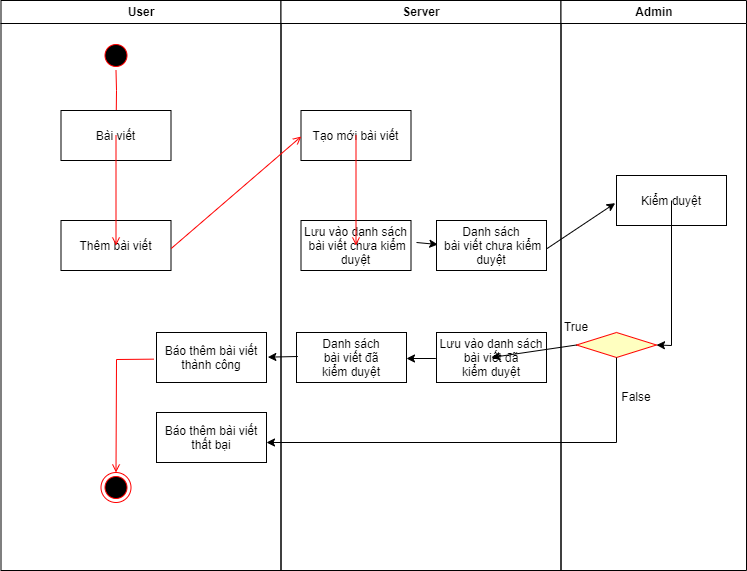 User
Server
Admin
Bài viết
Tạo mới bài viết
Kiểm duyệt
Thêm bài viết
Lưu vào danh sách
bài viết chưa kiểm
duyệt
Danh sách
bài viết chưa kiểm
duyệt
True
Báo thêm bài viết
thành công
Danh sách
bài viết đã
kiểm duyệt
Lưu vào danh sách
bài viết đã
kiểm duyệt
False
Báo thêm bài viết
thất bại